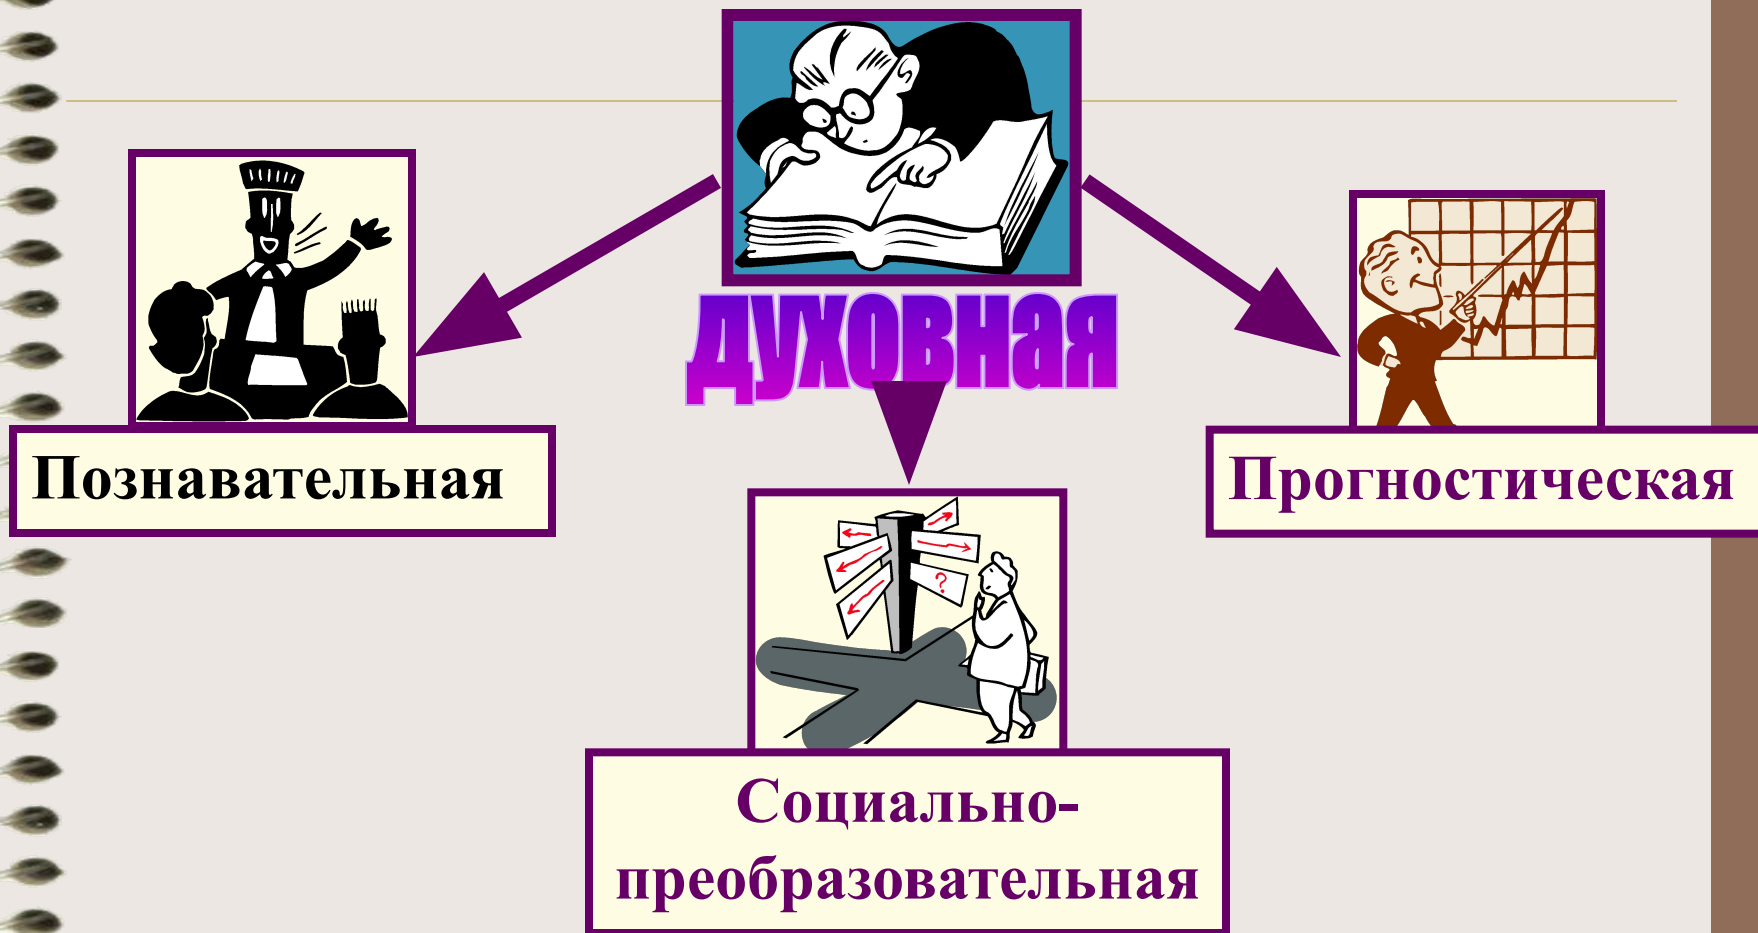 духовная
Познавательная
Прогностическая
?
Социально-
преобразовательная